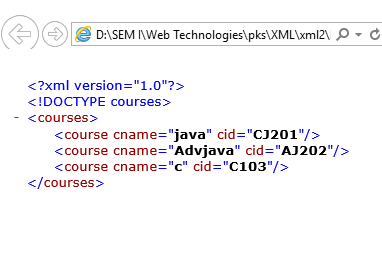 D:\SEM I\Web Technologies\pks\XML\xml2\
<?xml version="1.0"?>
<!DOCTYPE courses>
- <courses>
<course cname="java" cid="CJ201"/>
<course cname="Advjava" cid="AJ202"/>
<course cname="c" cid="C103"/>
</courses>